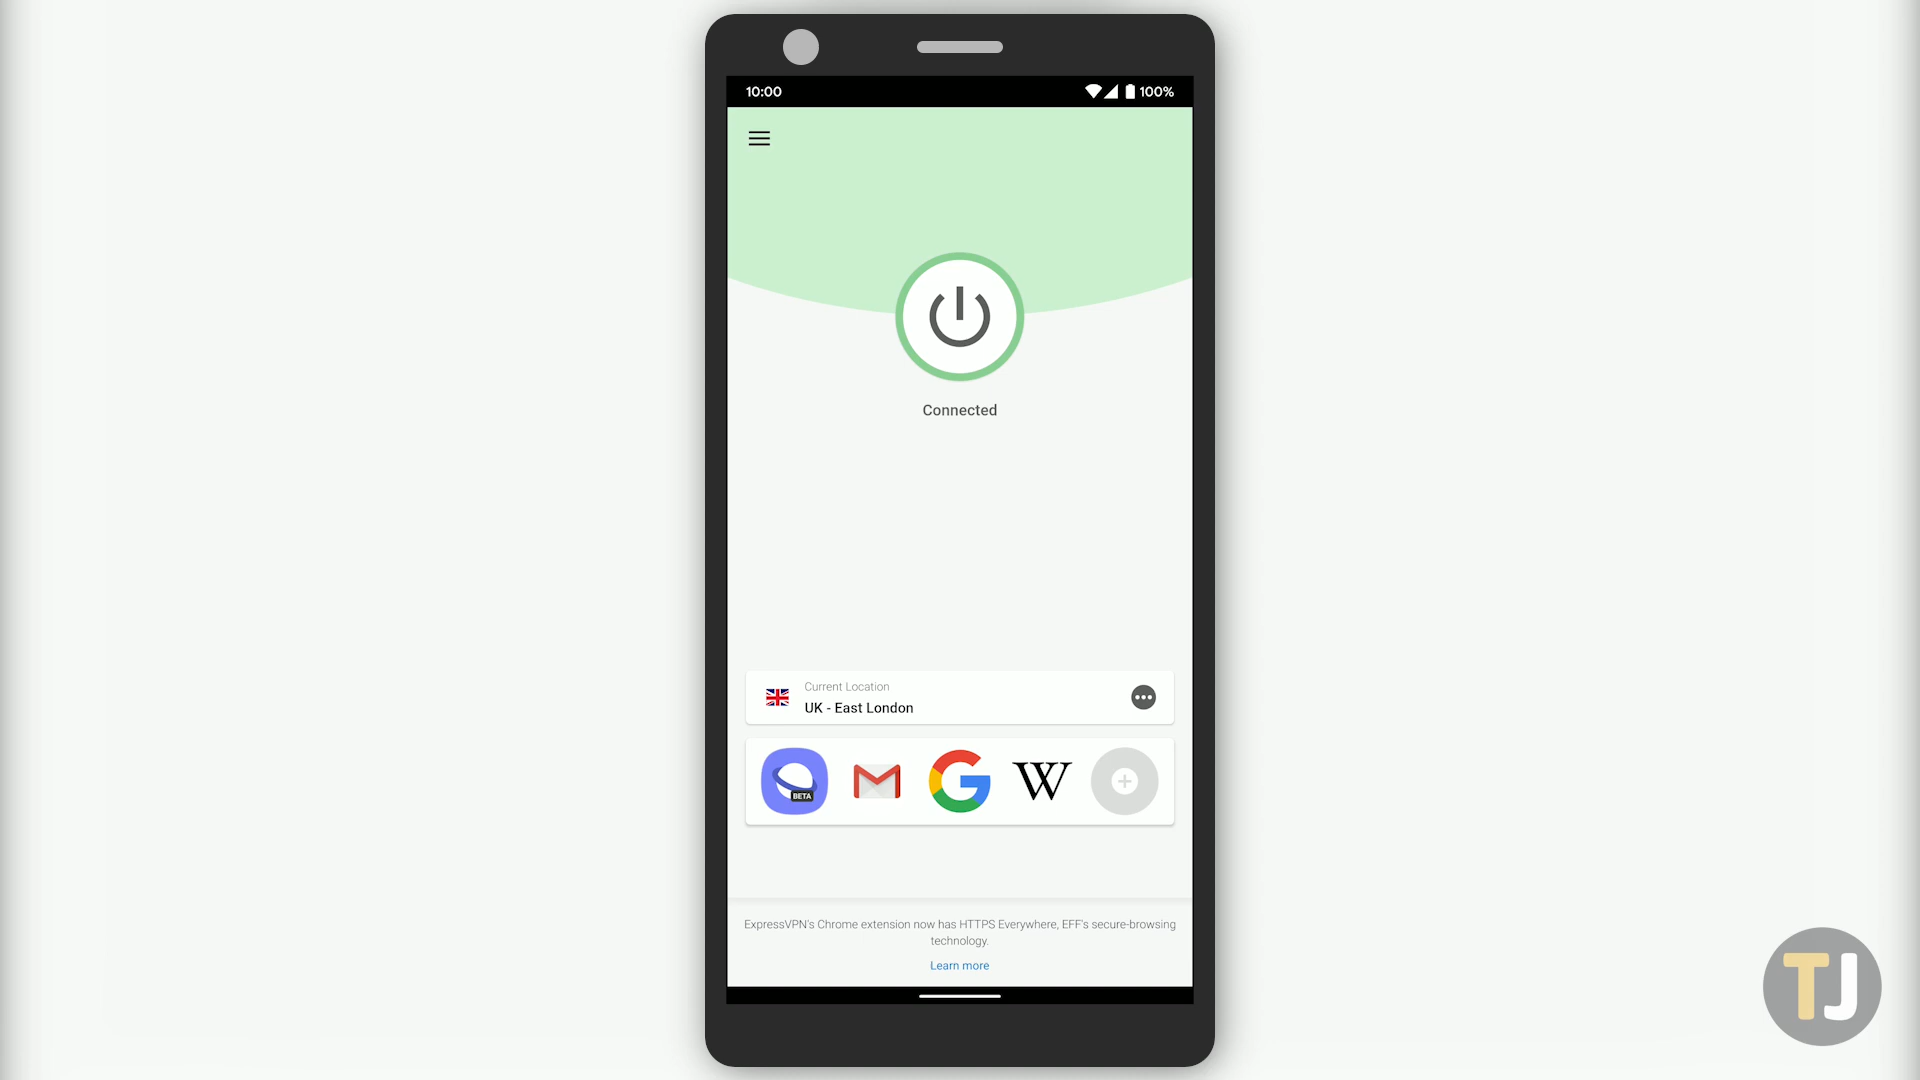 10:00
100%
Connected
Current Location
UK - East London
BETA
W
ExpressVPN's Chrome extension now has HTTPS Everywhere, EFF's secure-browsing
technology.
Learn more
TJ